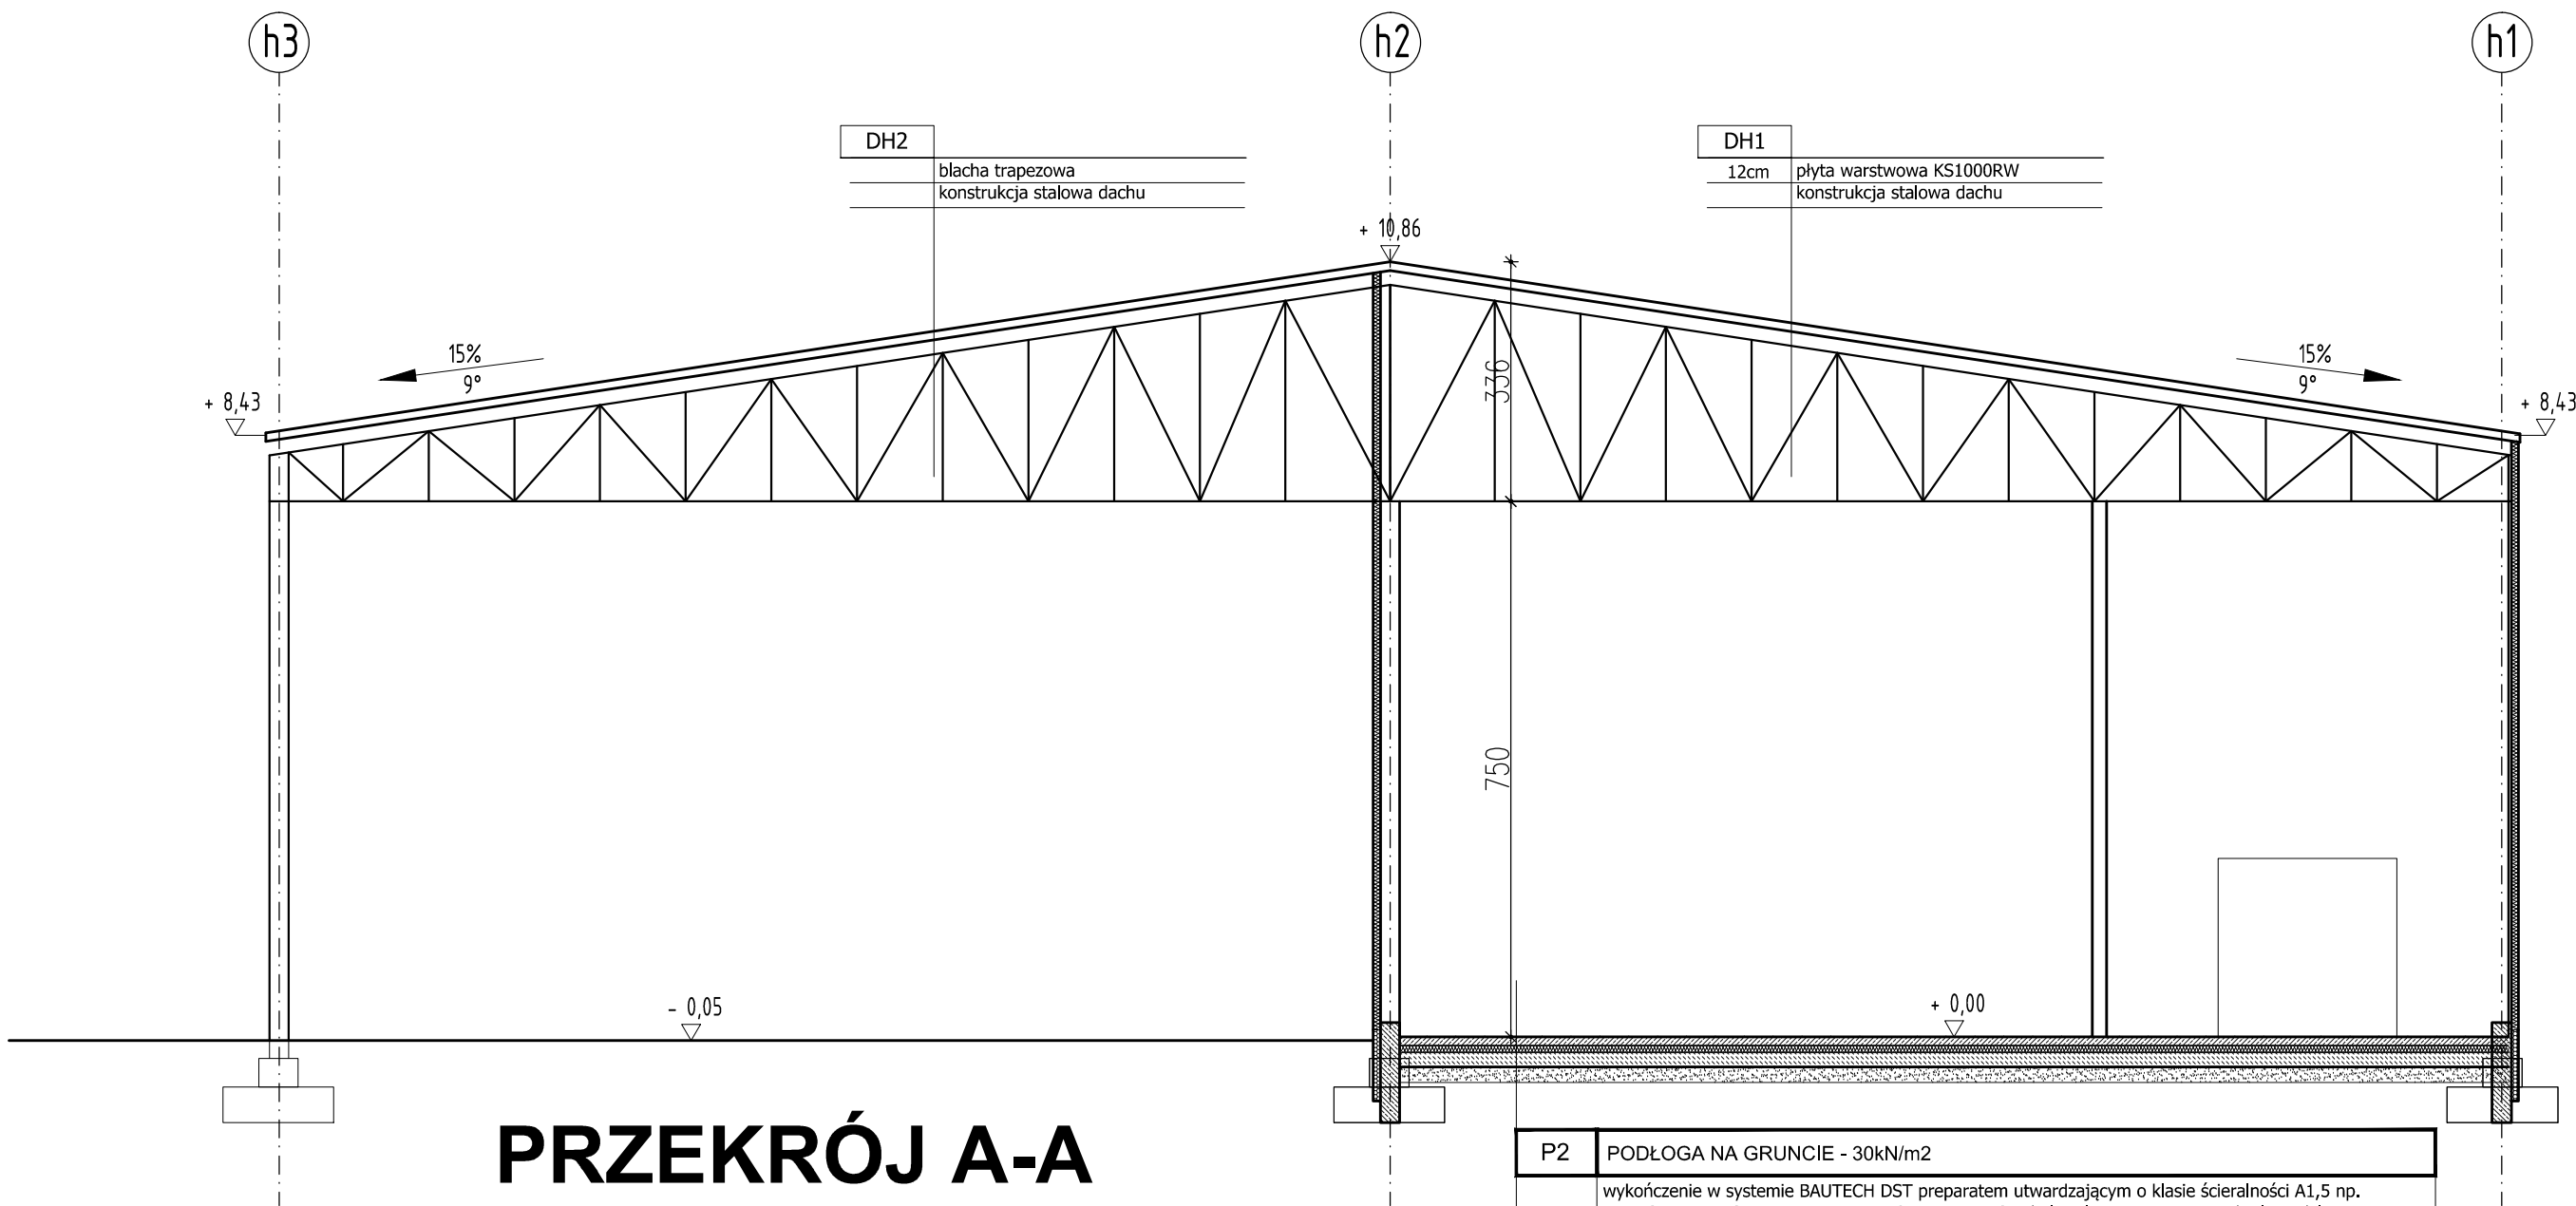 h3
h2
h1
DH2
blacha trapezowa
konstrukcja stalowa dachu
DH1
12cm płyta warstwowa KS1000RW
konstrukcja stalowa dachu
+ 10,86
15%
9°
+ 8,43
336
15%
9°
+ 8,43
750
- 0,05
+ 0,00
PRZEKRÓJ A-A
P2 PODŁOGA NA GRUNCIE - 30kN/m2
wykończenie w systemie BAUTECH DST preparatem utwardzającym o klasie ścieralności A1,5 np.